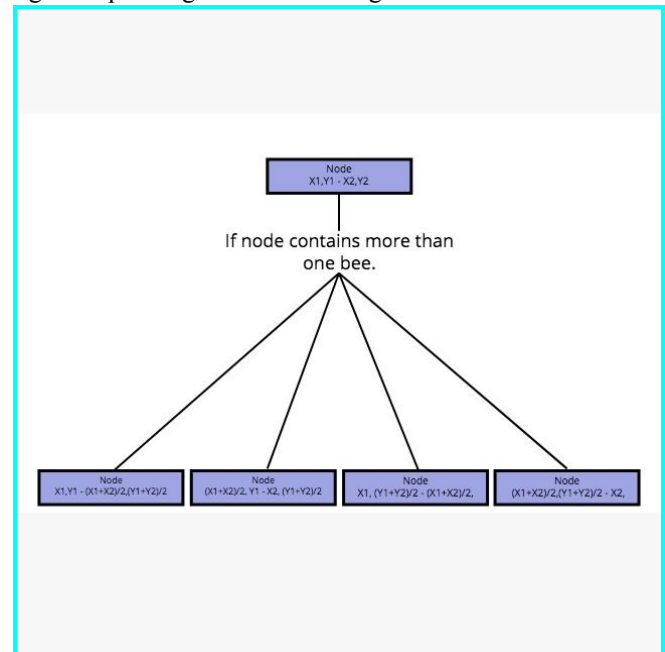 Node
X1,Y1 - X2,Y2
If node contains more than
one bee.
Node
X1,Y1 - (X1+X2)/2,(Y1+Y2)/2
Node
(X1+X2)/2, Y1 - X2, (Y1+Y2)/2
Node
X1, (Y1+Y2)/2 - (X1+X2)/2,
Node
(X1+X2)/2,(Y1+Y2)/2 - X2,